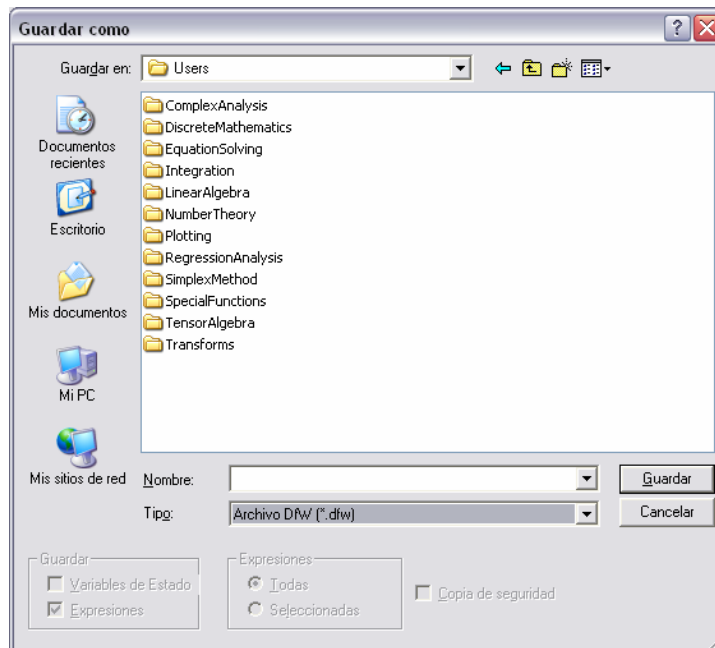 Guardar como
Guardar en: Users
ComplexAnalysis
DiscreteMathematics
EquationSolving
Integration
LinearAlgebra
NumberTheory
Plotting
RegressionAnalysis
SimplexMethod
SpecialFunctions
TensorAlgebra
Transforms
Documentos
recientes
Escritorio
Mis documentos
Mi PC
Mis sitios de red
Nombre:
Guardar
Tipo: Archivo DfW (*.dfw)
Cancelar
Guardar
Variables de Estado
Expresiones
Expresiones
Todas
Seleccionadas
Copia de seguridad